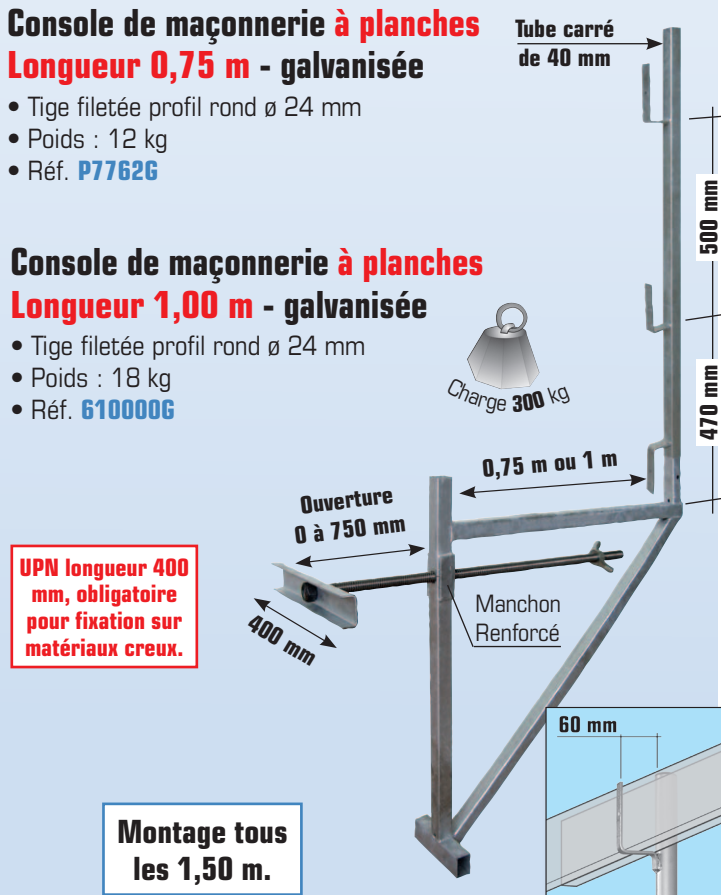 Console de maçonnerie à planches
Longueur 0,75 m - galvanisée
• Tige filetée profil rond ø 24 mm
• Poids : 12 kg
• Réf. P7762G
Tube carré
de 40 mm
500 mm
470 mm
Console de maçonnerie à planches
Longueur 1,00 m - galvanisée
• Tige filetée profil rond ø 24 mm
• Poids : 18 kg
• Réf. 610000G
Charge 300 kg
0,75 m ou 1 m
Ouverture
0 à 750 mm
UPN longueur 400
mm, obligatoire
pour fixation sur
matériaux creux.
400 mm
Manchon
Renforcé
60 mm
Montage tous
les 1,50 m.